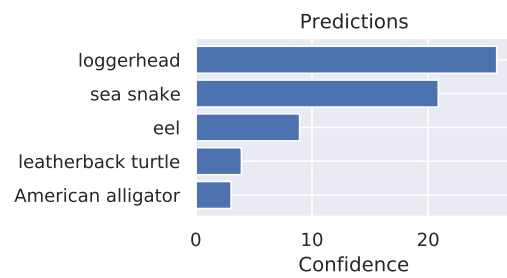 Predictions
loggerhead
sea snake
eel
leatherback turtle
American alligator
0 10 20
Confidence